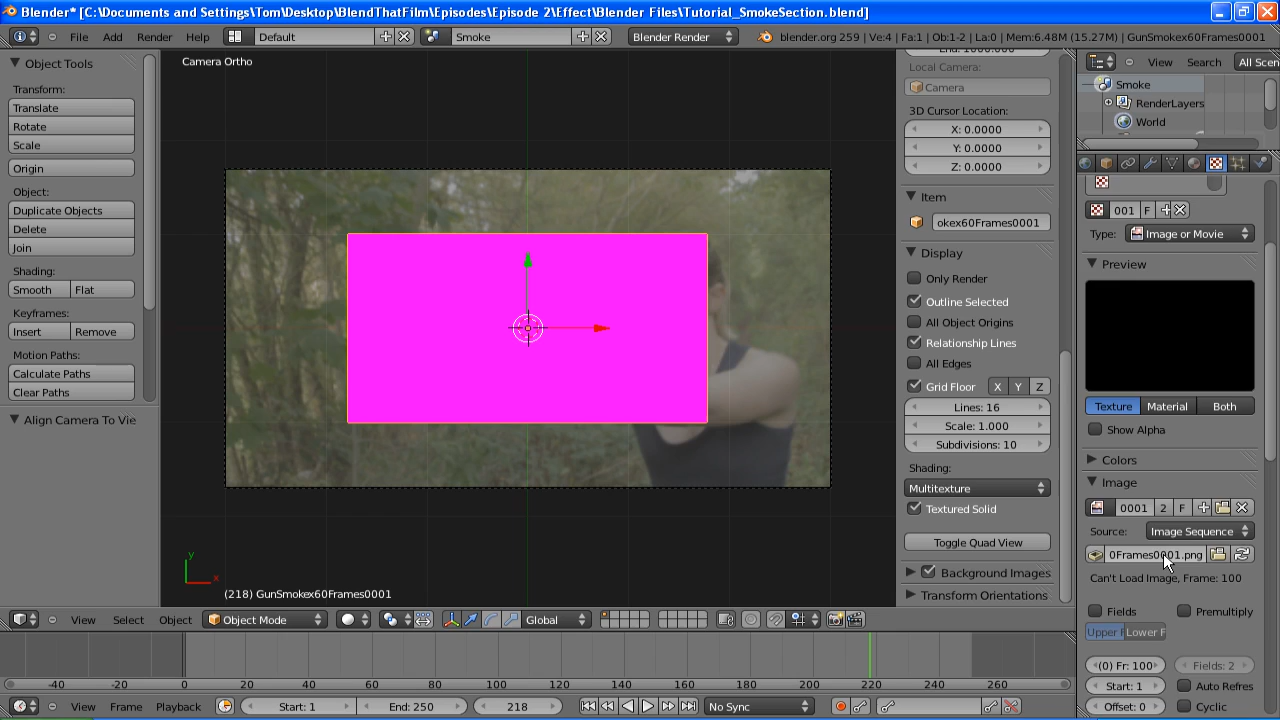 Blender* [C:\Documents and Settings\Tom\Desktop\BlendThatFilm\Episodes\Episode 2\Effect\Blender Files\Tutorial_SmokeSection.blend]
File Add Render Help Default Smoke Blender Render blender.org 259 | Ve:4 | Fa:1 | Ob:1-2 | La:0 | Mem:6.48M (15.27M) | GunSmokex60Frames0001
Object Tools
Transform:
Translate
Rotate
Scale
Origin
Object:
Duplicate Objects
Delete
Join
Shading:
Smooth Flat
Keyframes:
Insert Remove
Motion Paths:
Calculate Paths
Clear Paths
Align Camera To Vie
Camera Ortho
y
x
(218) GunSmokex60Frames0001
End: 1000.000
Local Camera:
Camera
3D Cursor Location:
X: 0.0000
Y: 0.0000
Z: 0.0000
Item
okex60Frames0001
Display
Only Render
Outline Selected
All Object Origins
Relationship Lines
All Edges
Grid Floor X Y Z
Lines: 16
Scale: 1.000
Subdivisions: 10
Shading:
Multitexture
Textured Solid
Toggle Quad View
Background Images
Transform Orientations
View Search All Scen
Smoke
RenderLayers
World
001 F
Type: Image or Movie
Preview
Texture Material Both
Show Alpha
Colors
Image
0001 2 F
Source: Image Sequence
0Frames0001.png
Can't Load Image, Frame: 100
Fields Premultiply
Upper F Lower F
(0) Fr: 100 Fields: 2
Start: 1 Auto Refres
Offset: 0 Cyclic
View Select Object Object Mode Global
-40 -20 0 20 40 60 80 100 120 140 160 180 200 220 240 260
View Frame Playback Start: 1 End: 250 218 No Sync